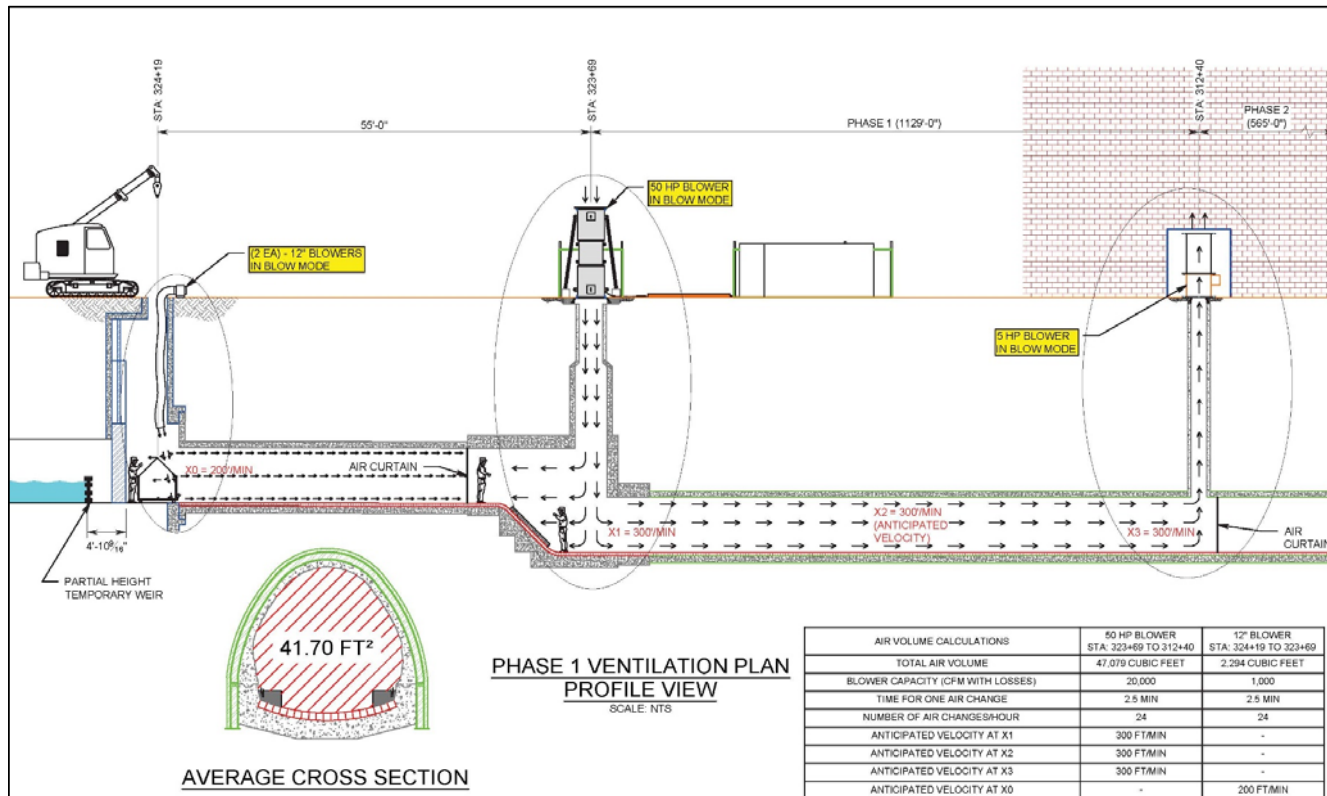 STA: 324+19
STA: 323+69
STA: 312+40
55'-0"
PHASE 1 (1129'-0")
PHASE 2
(565'-0")
50 HP BLOWER
IN BLOW MODE
(2 EA) - 12" BLOWERS
IN BLOW MODE
5 HP BLOWER
IN BLOW MODE
X0 = 200'/MIN
AIR CURTAIN
X1 = 300'/MIN
X2 = 300'/MIN
(ANTICIPATED
VELOCITY)
X3 = 300'/MIN
AIR
CURTAIN
4'-10 9/16"
PARTIAL HEIGHT
TEMPORARY WEIR
41.70 FT²
AVERAGE CROSS SECTION
PHASE 1 VENTILATION PLAN
PROFILE VIEW
SCALE: NTS
AIR VOLUME CALCULATIONS
50 HP BLOWER
STA: 323+69 TO 312+40
12" BLOWER
STA: 324+19 TO 323+69
TOTAL AIR VOLUME 47,079 CUBIC FEET 2,294 CUBIC FEET
BLOWER CAPACITY (CFM WITH LOSSES) 20,000 1,000
TIME FOR ONE AIR CHANGE 2.5 MIN 2.5 MIN
NUMBER OF AIR CHANGES/HOUR 24 24
ANTICIPATED VELOCITY AT X1 300 FT/MIN -
ANTICIPATED VELOCITY AT X2 300 FT/MIN -
ANTICIPATED VELOCITY AT X3 300 FT/MIN -
ANTICIPATED VELOCITY AT X0 - 200 FT/MIN